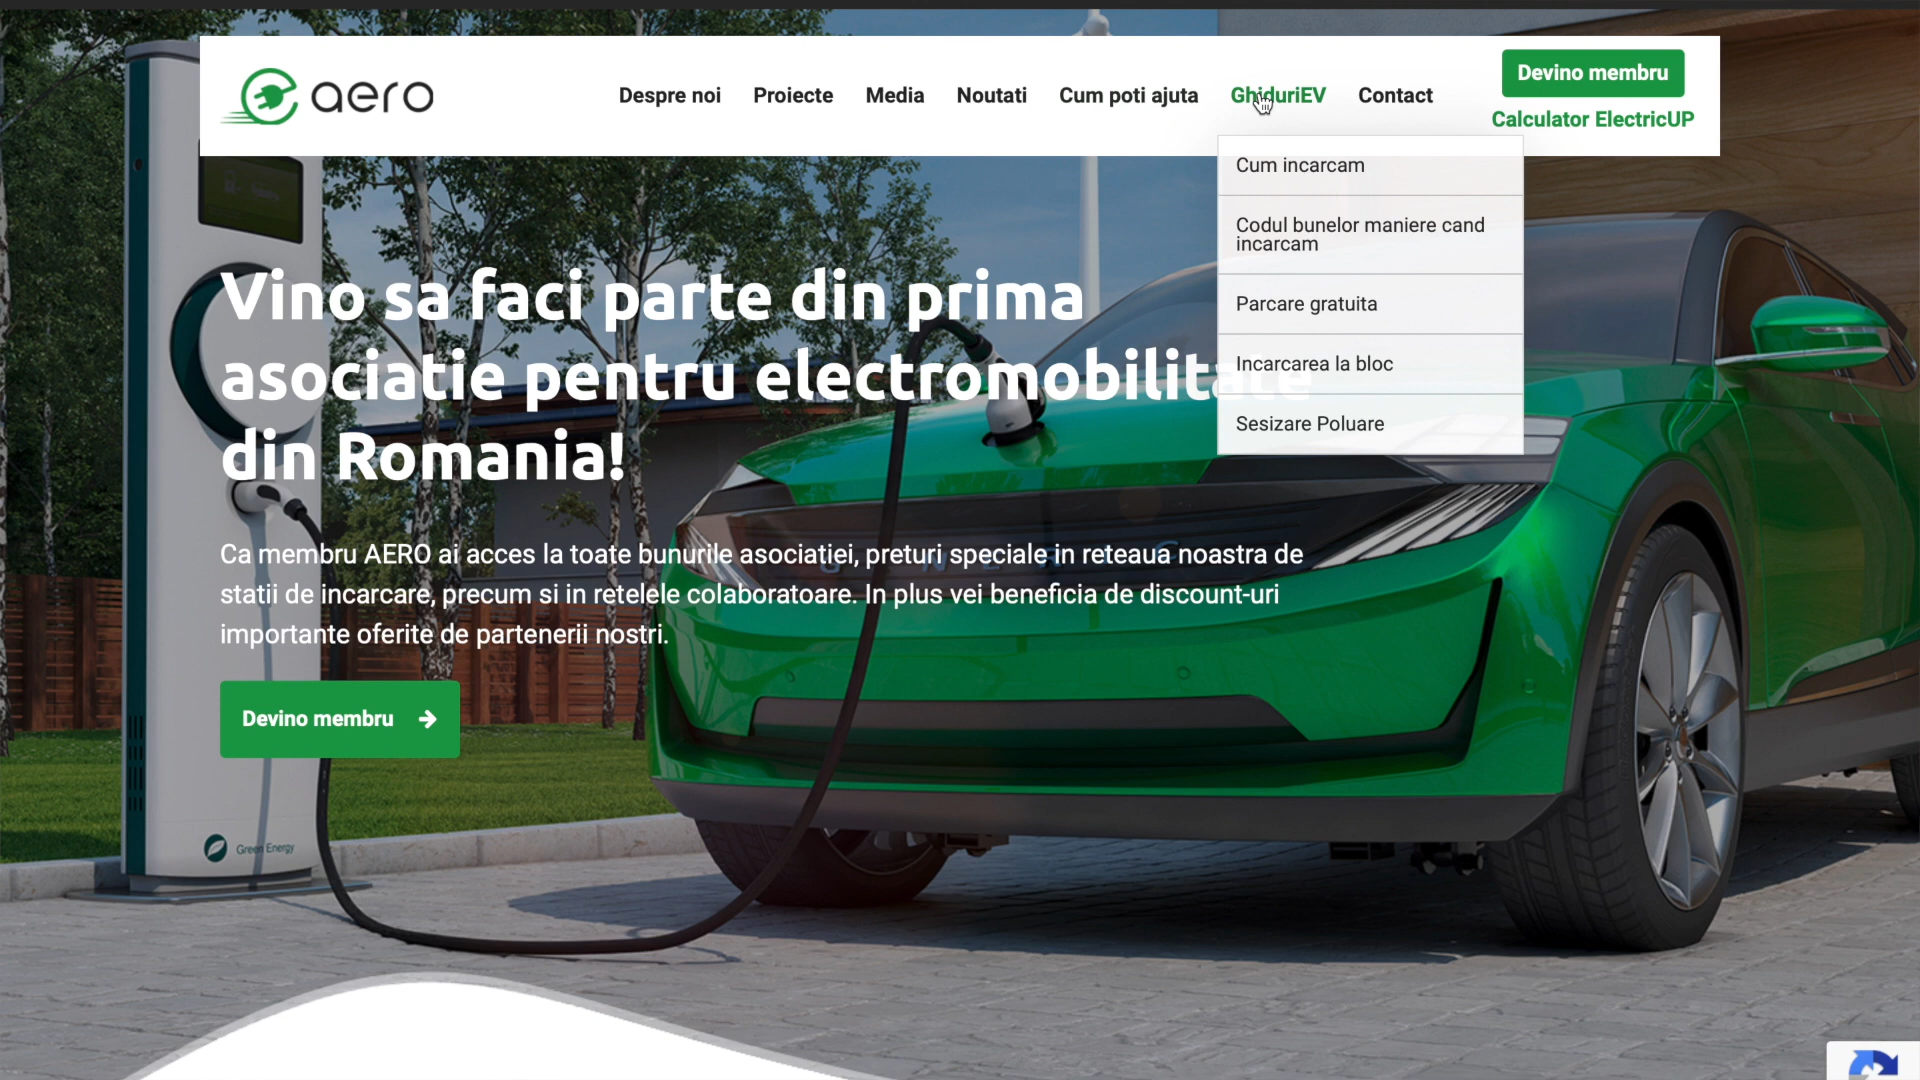 aero
Despre noi
Proiecte
Media
Noutati
Cum poti ajuta
GhiduriEV
Contact
Devino membru
Calculator ElectricUP
Cum incarcam
Codul bunelor maniere cand
incarcam
Parcare gratuita
Incarcarea la bloc
Sesizare Poluare
Vino sa faci parte din prima
asociatie pentru electromobilitate
din Romania!
Ca membru AERO ai acces la toate bunurile asociatiei, preturi speciale in reteaua noastra de
statii de incarcare, precum si in retelele colaboratoare. In plus vei beneficia de discount-uri
importante oferite de partenerii nostri.
Devino membru
Green Energy